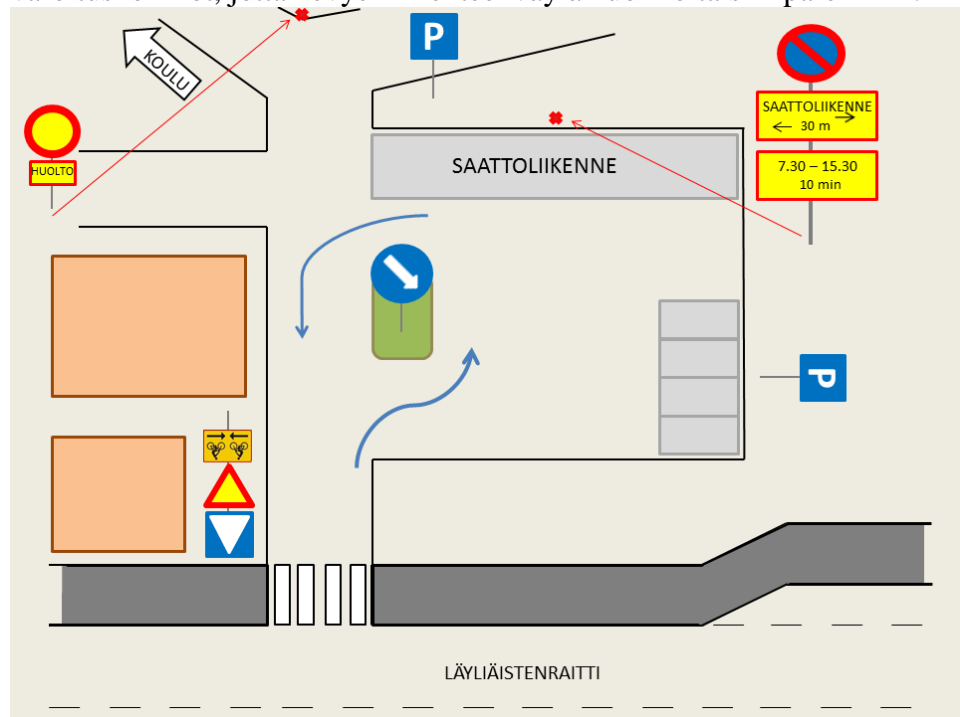 P
KOULU
HUOLTO
SAATTOLIIKENNE
SAATTOLIIKENNE
← 30 m →
7.30 – 15.30
10 min
P
LÄYLIÄISTENRAITTI